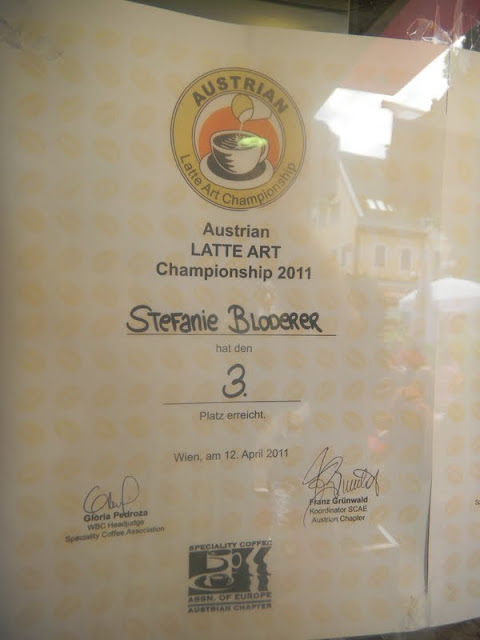 AUSTRIAN
Latte Art Championship
Austrian
LATTE ART
Championship 2011
Stefanie Bloderer
hat den
3.
Platz erreicht.
Wien, am 12. April 2011
Gloria Pedroza
WBC Headjudge
Speciality Coffee Association
Franz Grünwald
Koordinator SCAE
Austrian Chapter
SPECIALITY COFFEE
ASSN. OF EUROPE
AUSTRIAN CHAPTER